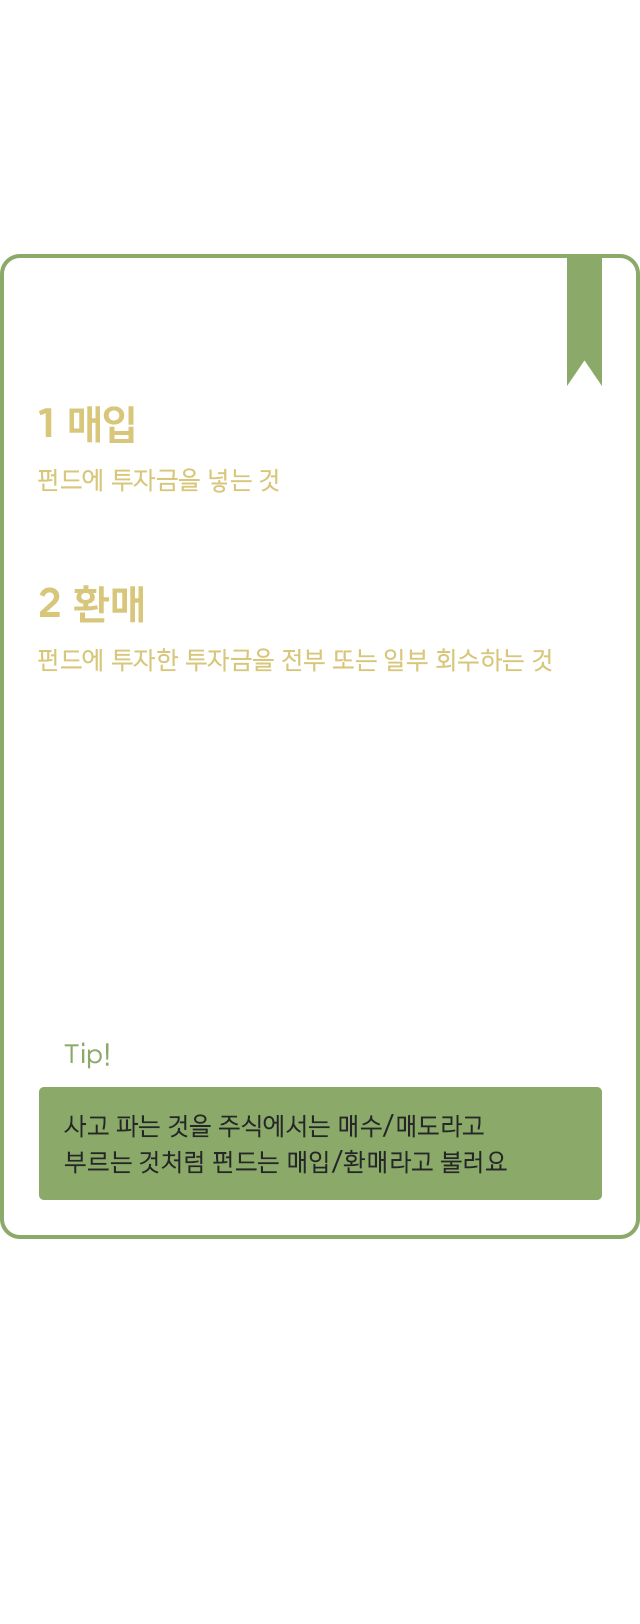 1 매입
펀드에 투자금을 넣는 것
2 환매
펀드에 투자한 투자금을 전부 또는 일부 회수하는 것
Tip!
사고 파는 것을 주식에서는 매수/매도라고
부르는 것처럼 펀드는 매입/환매라고 불러요